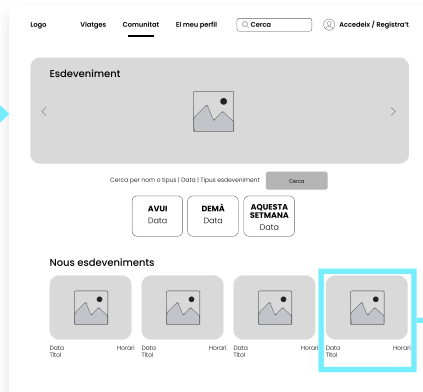 Logo Viatges Comunitat El meu perfil Cerca Accedeix / Registra't
Esdeveniment
Cerca per nom o tipus | Data | Tipus esdeveniment Cerca
AVUI DEMÀ AQUESTA
SETMANA
Data Data Data
Nous esdeveniments
Data Horari Data Horari Data Horari Data Horari
Títol Títol Títol Títol